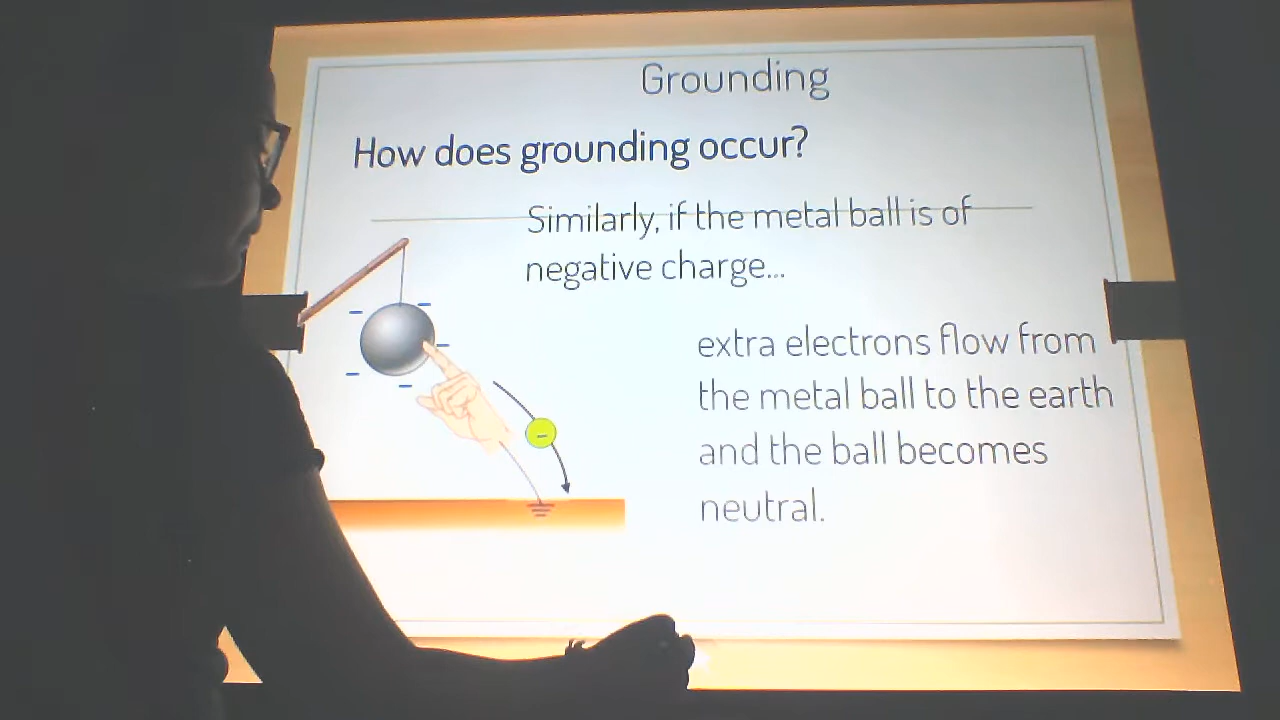 Grounding
How does grounding occur?
Similarly, if the metal ball is of
negative charge...
extra electrons flow from
the metal ball to the earth
and the ball becomes
neutral.